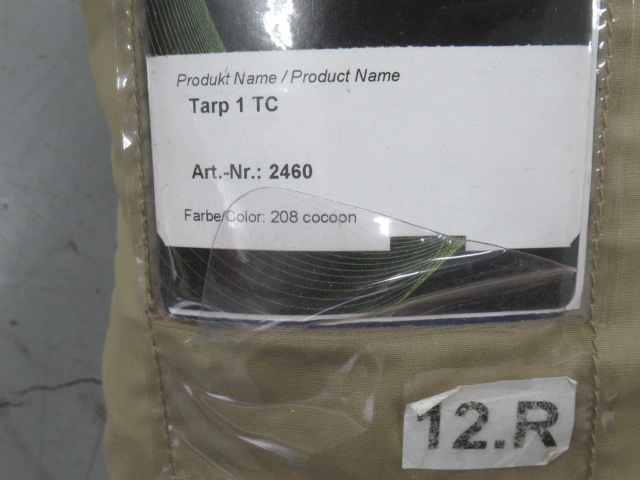 Produkt Name / Product Name
Tarp 1 TC
Art.-Nr.: 2460
Farbe/Color: 208 cocoon
12.R